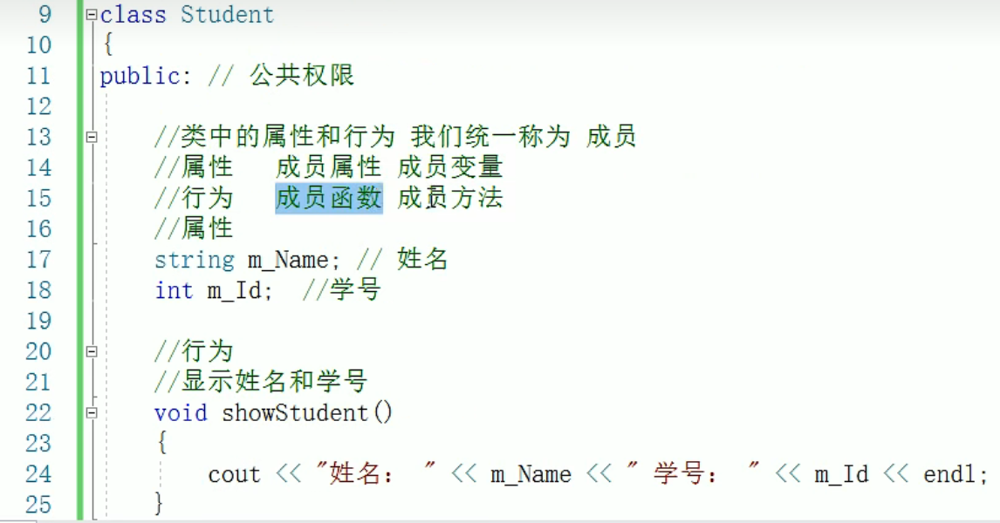 9 class Student
10 {
11 public: // 公共权限
12
13 //类中的属性和行为 我们统一称为 成员
14 //属性 成员属性 成员变量
15 //行为 成员函数 成员方法
16 //属性
17 string m_Name; // 姓名
18 int m_Id; //学号
19
20 //行为
21 //显示姓名和学号
22 void showStudent()
23 {
24 cout << "姓名： " << m_Name << " 学号： " << m_Id << endl;
25 }